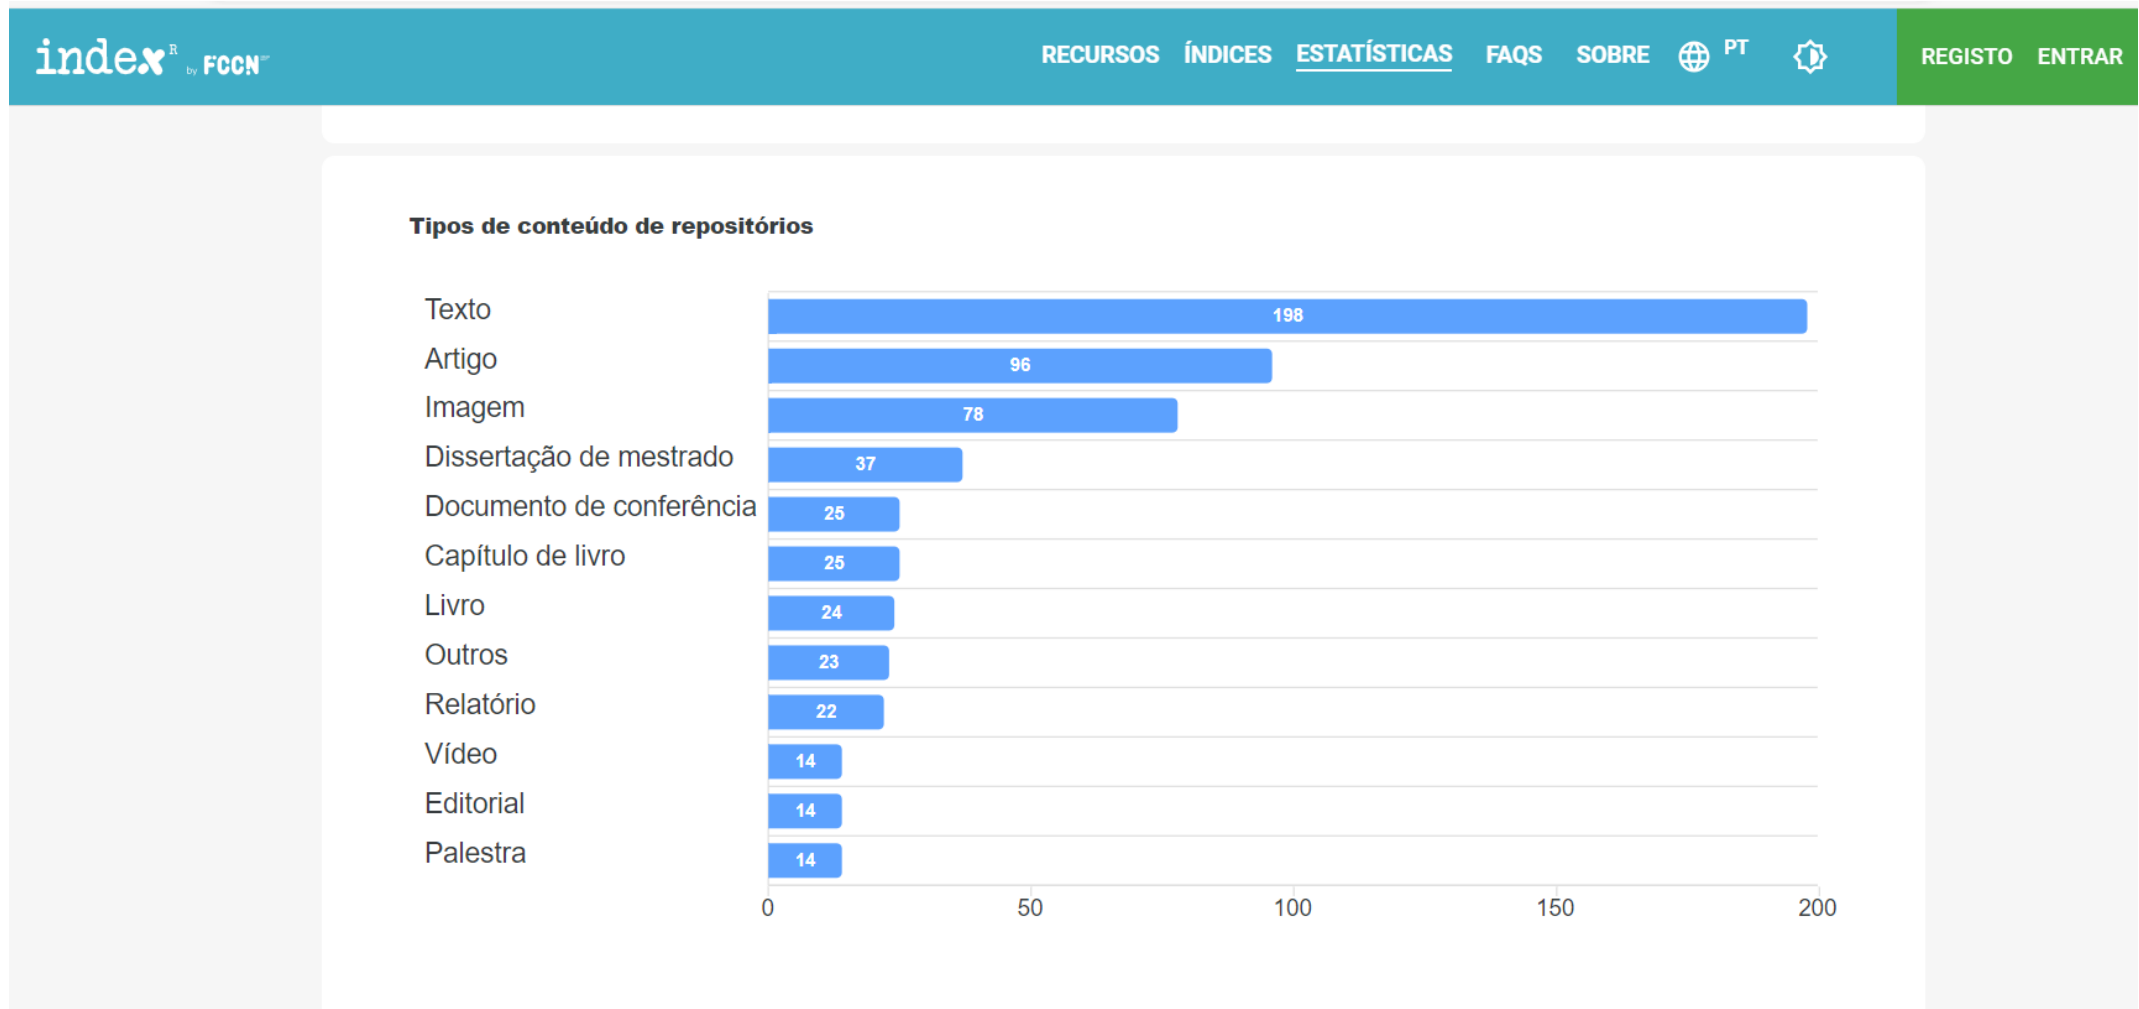 indexR by FCCN
RECURSOS ÍNDICES ESTATÍSTICAS FAQS SOBRE PT REGISTO ENTRAR
Tipos de conteúdo de repositórios
Texto 198
Artigo 96
Imagem 78
Dissertação de mestrado 37
Documento de conferência 25
Capítulo de livro 25
Livro 24
Outros 23
Relatório 22
Vídeo 14
Editorial 14
Palestra 14
0 50 100 150 200